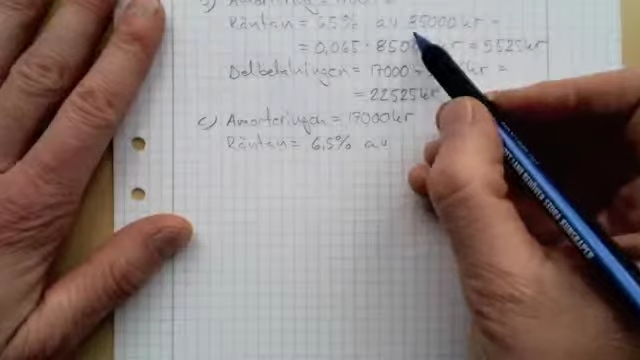 Räntan = 6,5% av 85000 kr =
= 0,065 · 850 kr = 5525 kr
Delbetalningen = 17000 + kr =
= 22525 kr
c) Amorteringen = 17000 kr
Räntan = 6,5% av